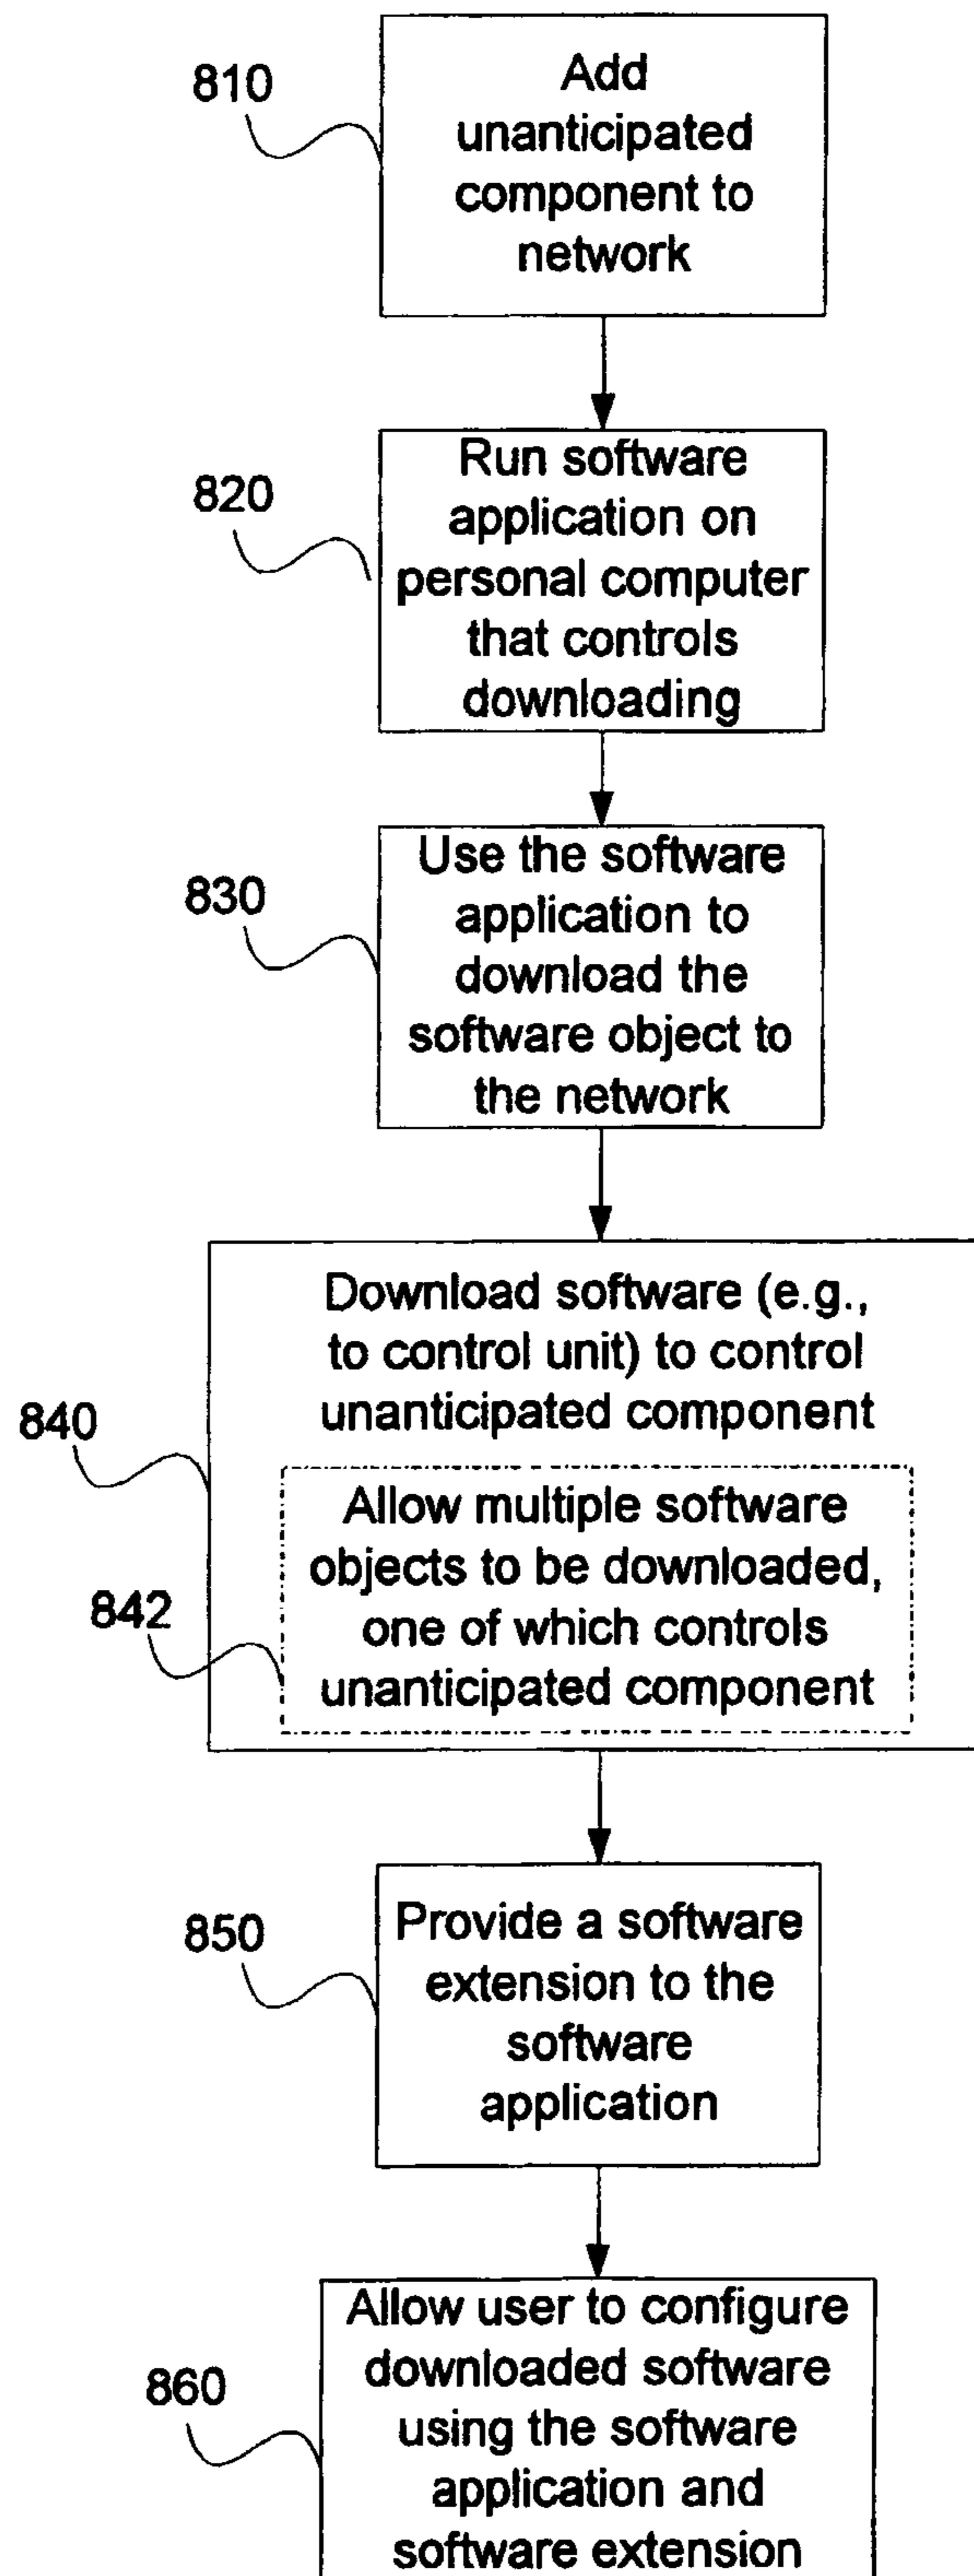 810
Add
unanticipated
component to
network
820
Run software
application on
personal computer
that controls
downloading
830
Use the software
application to
download the
software object to
the network
840
Download software (e.g.,
to control unit) to control
unanticipated component
842
Allow multiple software
objects to be downloaded,
one of which controls
unanticipated component
850
Provide a software
extension to the
software
application
860
Allow user to configure
downloaded software
using the software
application and
software extension